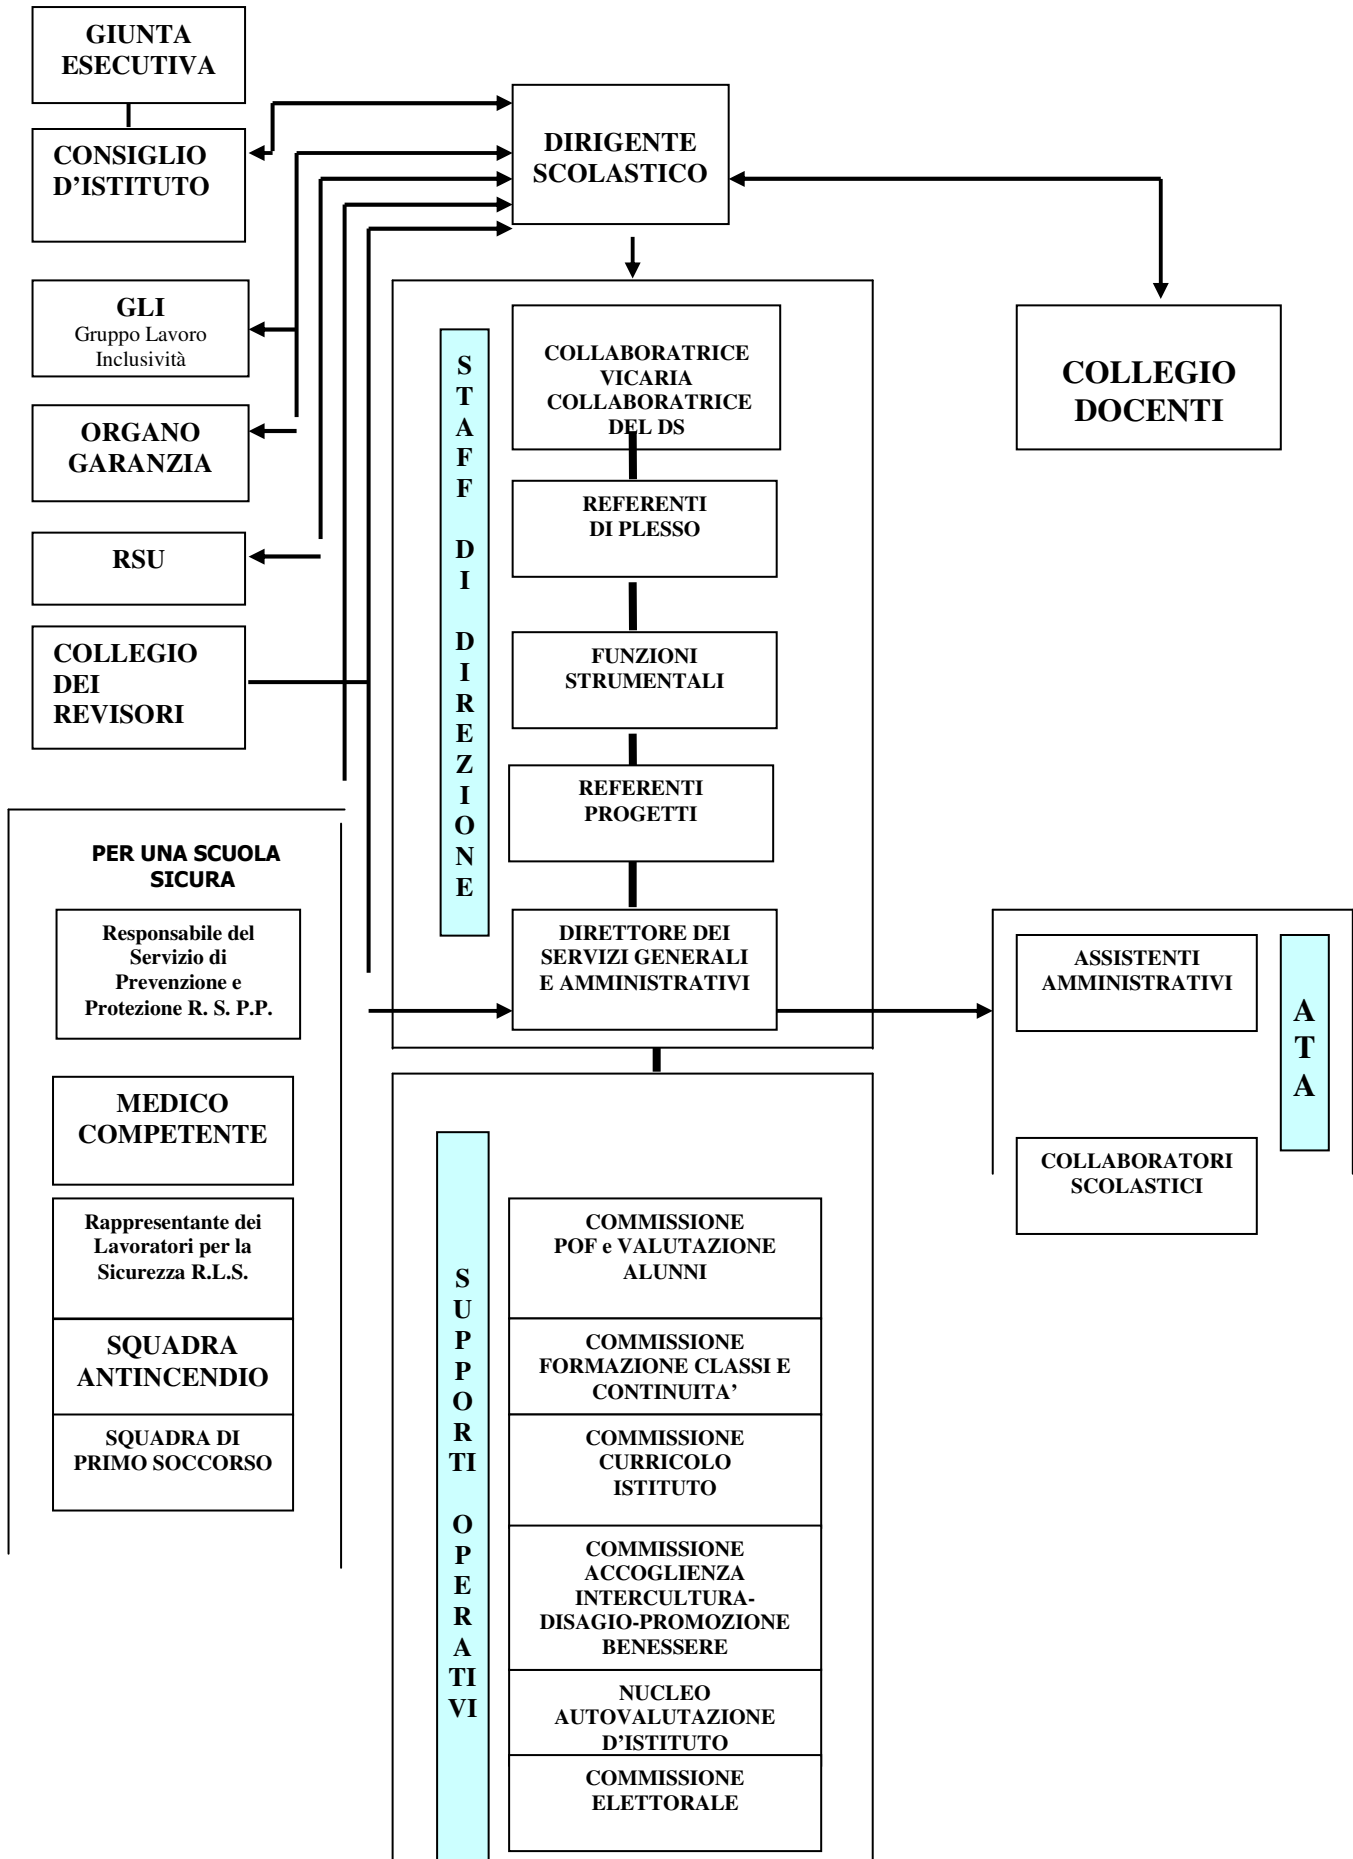 GIUNTA
ESECUTIVA
CONSIGLIO
D'ISTITUTO
DIRIGENTE
SCOLASTICO
GLI
Gruppo Lavoro
Inclusività
ORGANO
GARANZIA
RSU
COLLEGIO
DEI
REVISORI
COLLEGIO
DOCENTI
STAFF DI DIREZIONE
COLLABORATRICE
VICARIA
COLLABORATRICE
DEL DS
REFERENTI
DI PLESSO
FUNZIONI
STRUMENTALI
REFERENTI
PROGETTI
DIRETTORE DEI
SERVIZI GENERALI
E AMMINISTRATIVI
PER UNA SCUOLA
SICURA
Responsabile del
Servizio di
Prevenzione e
Protezione R. S. P.P.
MEDICO
COMPETENTE
Rappresentante dei
Lavoratori per la
Sicurezza R.L.S.
SQUADRA
ANTINCENDIO
SQUADRA DI
PRIMO SOCCORSO
ASSISTENTI
AMMINISTRATIVI
ATA
COLLABORATORI
SCOLASTICI
SUPPORTI OPERATIVI
COMMISSIONE
POF e VALUTAZIONE
ALUNNI
COMMISSIONE
FORMAZIONE CLASSI E
CONTINUITA’
COMMISSIONE
CURRICOLO
ISTITUTO
COMMISSIONE
ACCOGLIENZA
INTERCULTURA-
DISAGIO-PROMOZIONE
BENESSERE
NUCLEO
AUTOVALUTAZIONE
D’ISTITUTO
COMMISSIONE
ELETTORALE